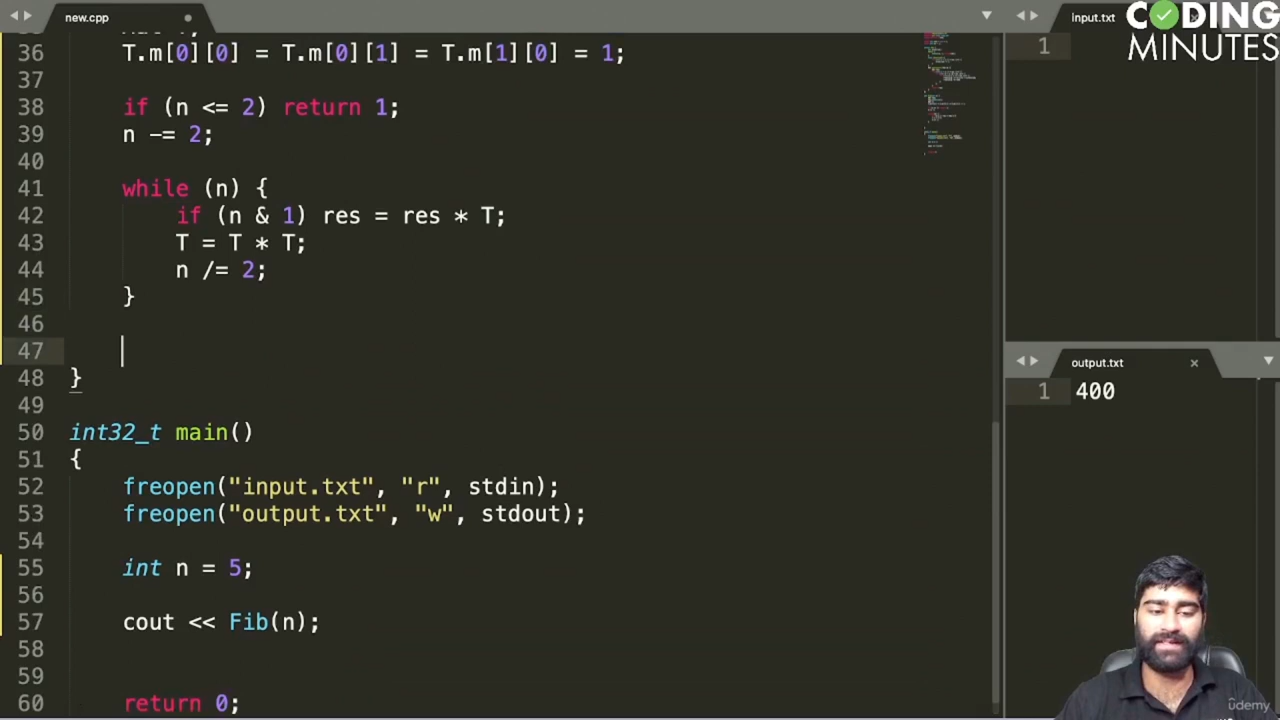 new.cpp
input.txt
CODING
MINUTES
1
36 T.m[0][0] = T.m[0][1] = T.m[1][0] = 1;
37
38 if (n <= 2) return 1;
39 n -= 2;
40
41 while (n) {
42 if (n & 1) res = res * T;
43 T = T * T;
44 n /= 2;
45 }
46
47
48 }
49
50 int32_t main()
51 {
52 freopen("input.txt", "r", stdin);
53 freopen("output.txt", "w", stdout);
54
55 int n = 5;
56
57 cout << Fib(n);
58
59
60 return 0;
output.txt
1 400
ûdemy